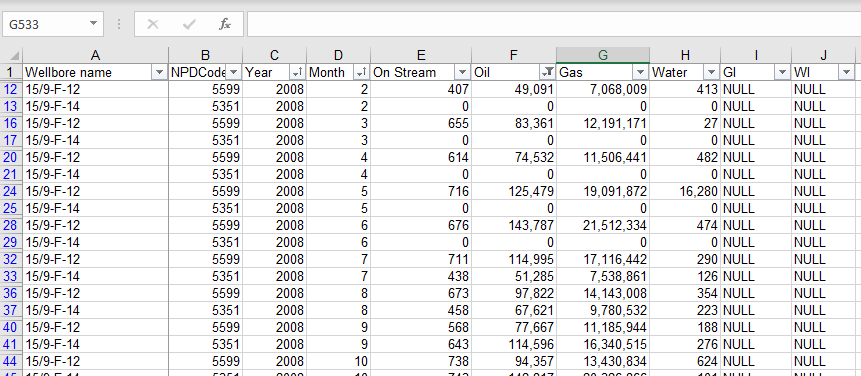 G533 fx
A B C D E F G H I J
1 Wellbore name NPDCode Year Month On Stream Oil Gas Water GI WI
12 15/9-F-12 5599 2008 2 407 49,091 7,068,009 413 NULL NULL
13 15/9-F-14 5351 2008 2 0 0 0 0 NULL NULL
16 15/9-F-12 5599 2008 3 655 83,361 12,191,171 27 NULL NULL
17 15/9-F-14 5351 2008 3 0 0 0 0 NULL NULL
20 15/9-F-12 5599 2008 4 614 74,532 11,506,441 482 NULL NULL
21 15/9-F-14 5351 2008 4 0 0 0 0 NULL NULL
24 15/9-F-12 5599 2008 5 716 125,479 19,091,872 16,280 NULL NULL
25 15/9-F-14 5351 2008 5 0 0 0 0 NULL NULL
28 15/9-F-12 5599 2008 6 676 143,787 21,512,334 474 NULL NULL
29 15/9-F-14 5351 2008 6 0 0 0 0 NULL NULL
32 15/9-F-12 5599 2008 7 711 114,995 17,116,442 290 NULL NULL
33 15/9-F-14 5351 2008 7 438 51,285 7,538,861 126 NULL NULL
36 15/9-F-12 5599 2008 8 673 97,822 14,143,008 354 NULL NULL
37 15/9-F-14 5351 2008 8 458 67,621 9,780,532 223 NULL NULL
40 15/9-F-12 5599 2008 9 568 77,667 11,185,944 188 NULL NULL
41 15/9-F-14 5351 2008 9 643 114,596 16,340,515 276 NULL NULL
44 15/9-F-12 5599 2008 10 738 94,357 13,430,834 624 NULL NULL